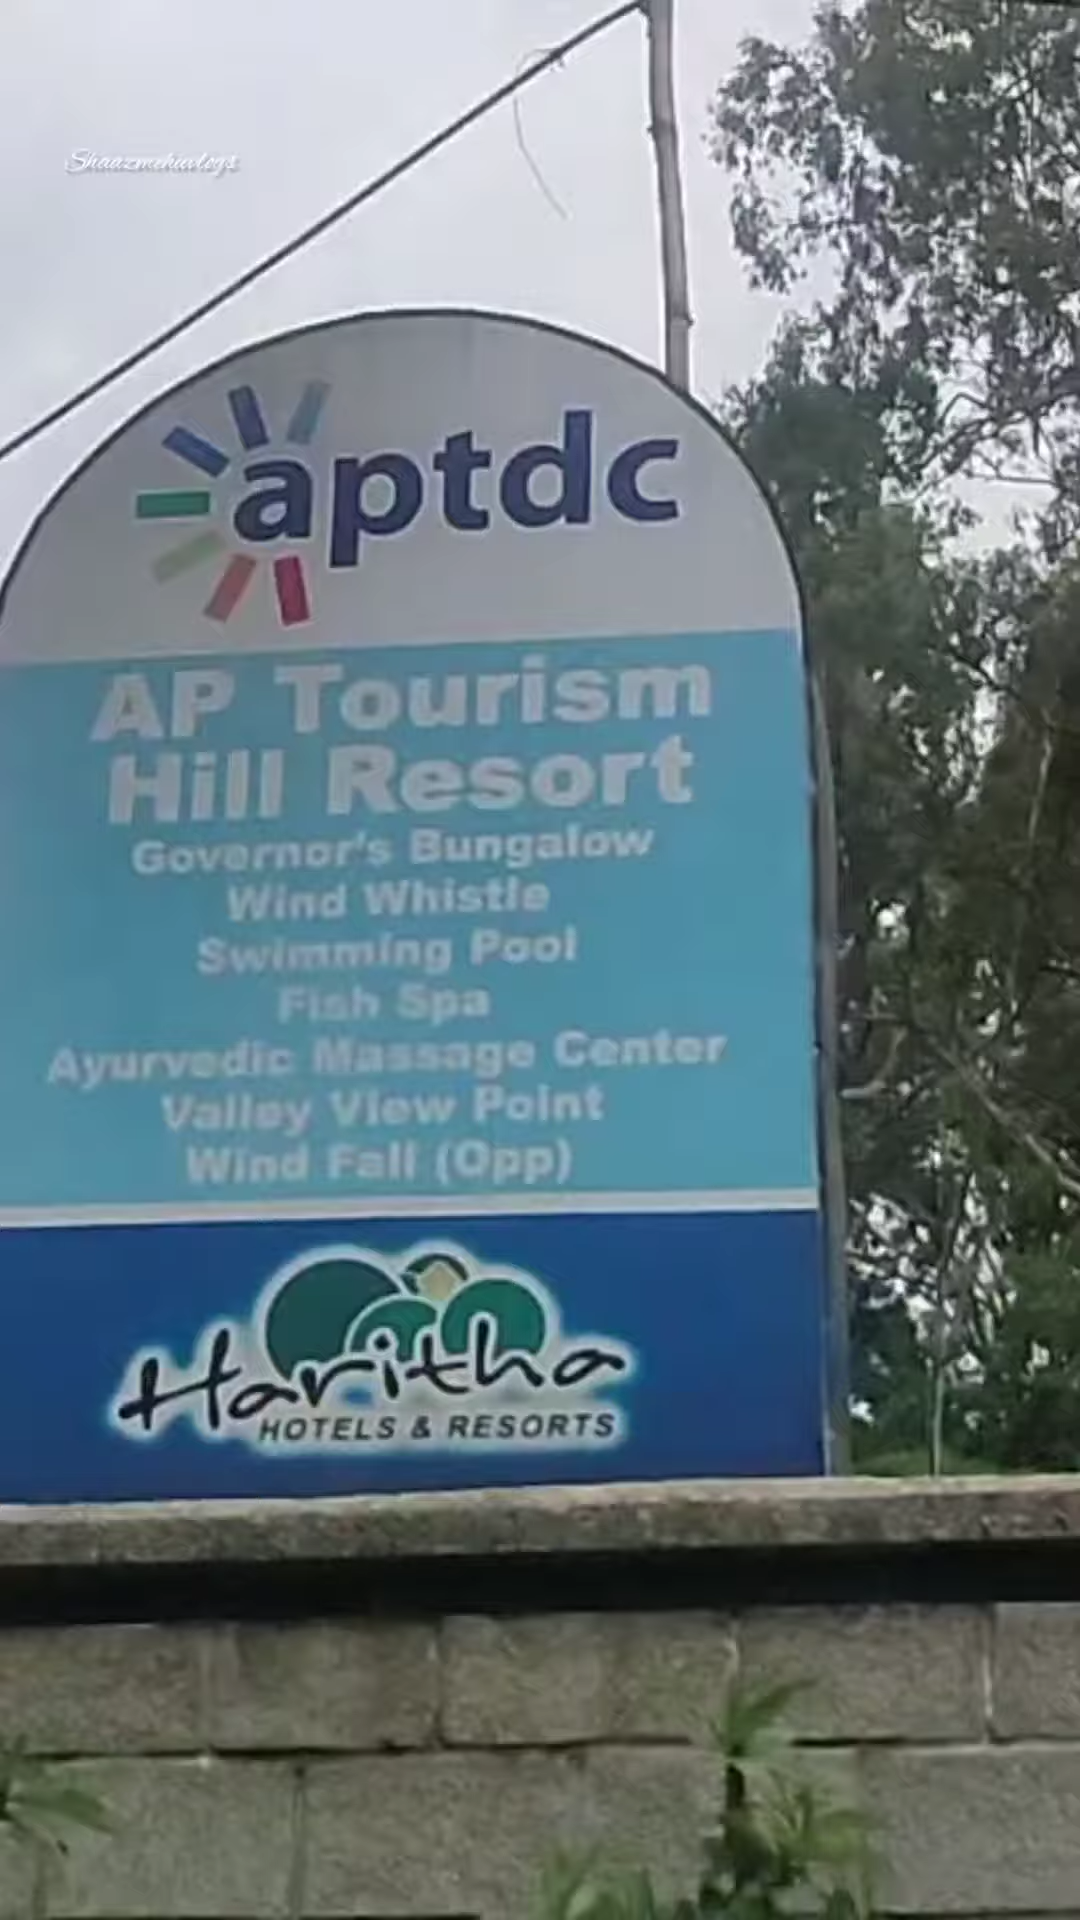 Shaazmehuvlogs
aptdc
AP Tourism
Hill Resort
Governor's Bungalow
Wind Whistle
Swimming Pool
Fish Spa
Ayurvedic Massage Center
Valley View Point
Wind Fall (Opp)
Haritha
HOTELS & RESORTS